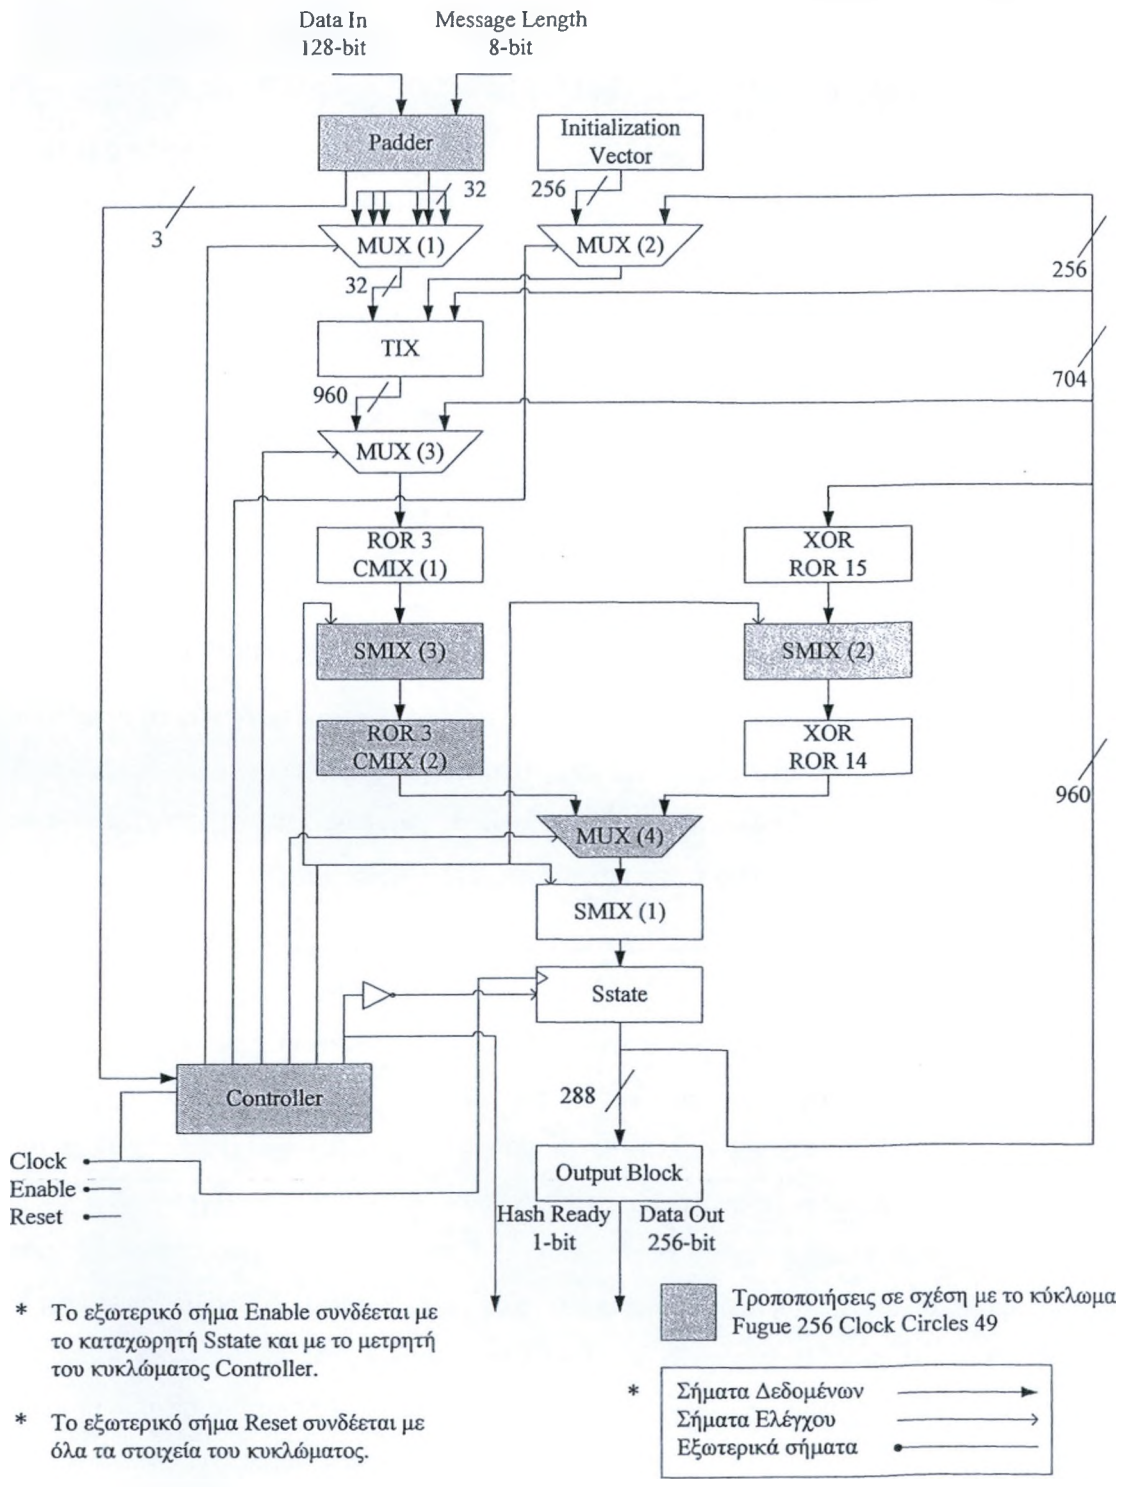 Data In
128-bit
Message Length
8-bit
Padder
Initialization
Vector
32
256
3
MUX (1)
MUX (2)
256
32
TIX
704
960
MUX (3)
ROR 3
CMIX (1)
XOR
ROR 15
SMIX (3)
SMIX (2)
ROR 3
CMIX (2)
XOR
ROR 14
960
MUX (4)
SMIX (1)
Sstate
Controller
288
Clock
Enable
Reset
Output Block
Hash Ready
1-bit
Data Out
256-bit
* Το εξωτερικό σήμα Enable συνδέεται με
το καταχωρητή Sstate και με το μετρητή
του κυκλώματος Controller.
* Το εξωτερικό σήμα Reset συνδέεται με
όλα τα στοιχεία του κυκλώματος.
Τροποποιήσεις σε σχέση με το κύκλωμα
Fugue 256 Clock Circles 49
* Σήματα Δεδομένων
Σήματα Ελέγχου
Εξωτερικά σήματα